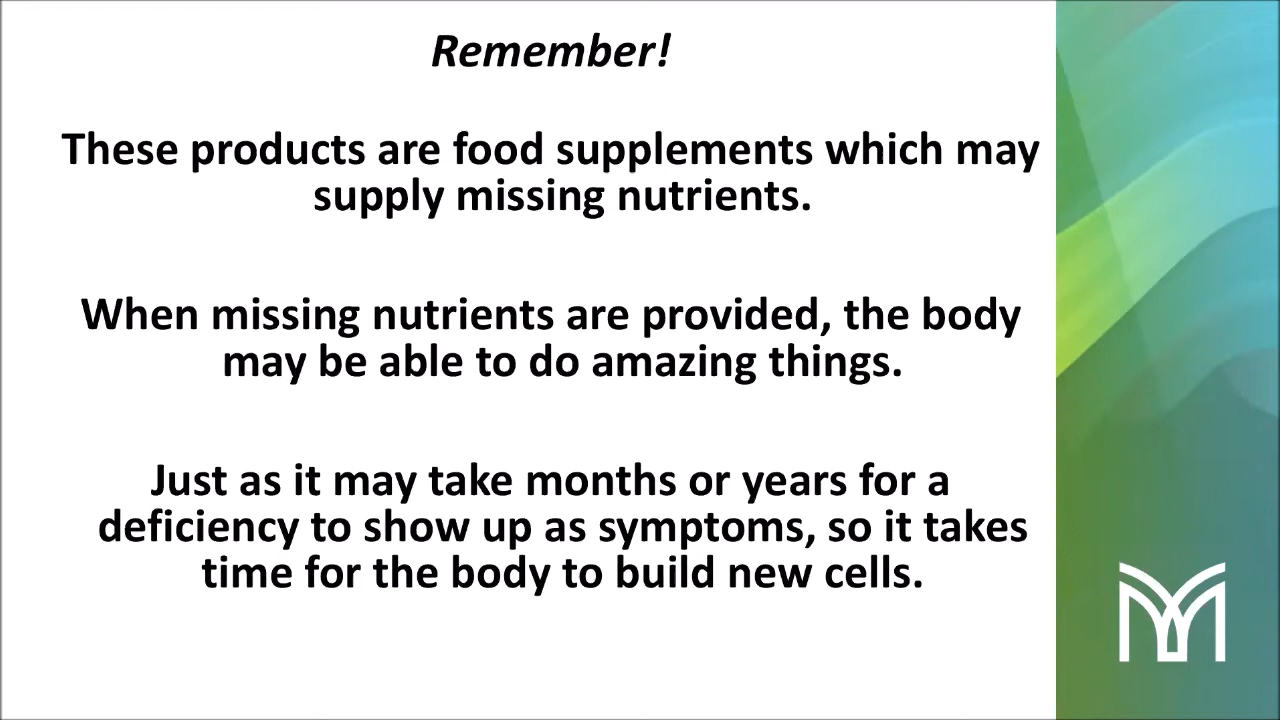 Remember!
These products are food supplements which may
supply missing nutrients.
When missing nutrients are provided, the body
may be able to do amazing things.
Just as it may take months or years for a
deficiency to show up as symptoms, so it takes
time for the body to build new cells.